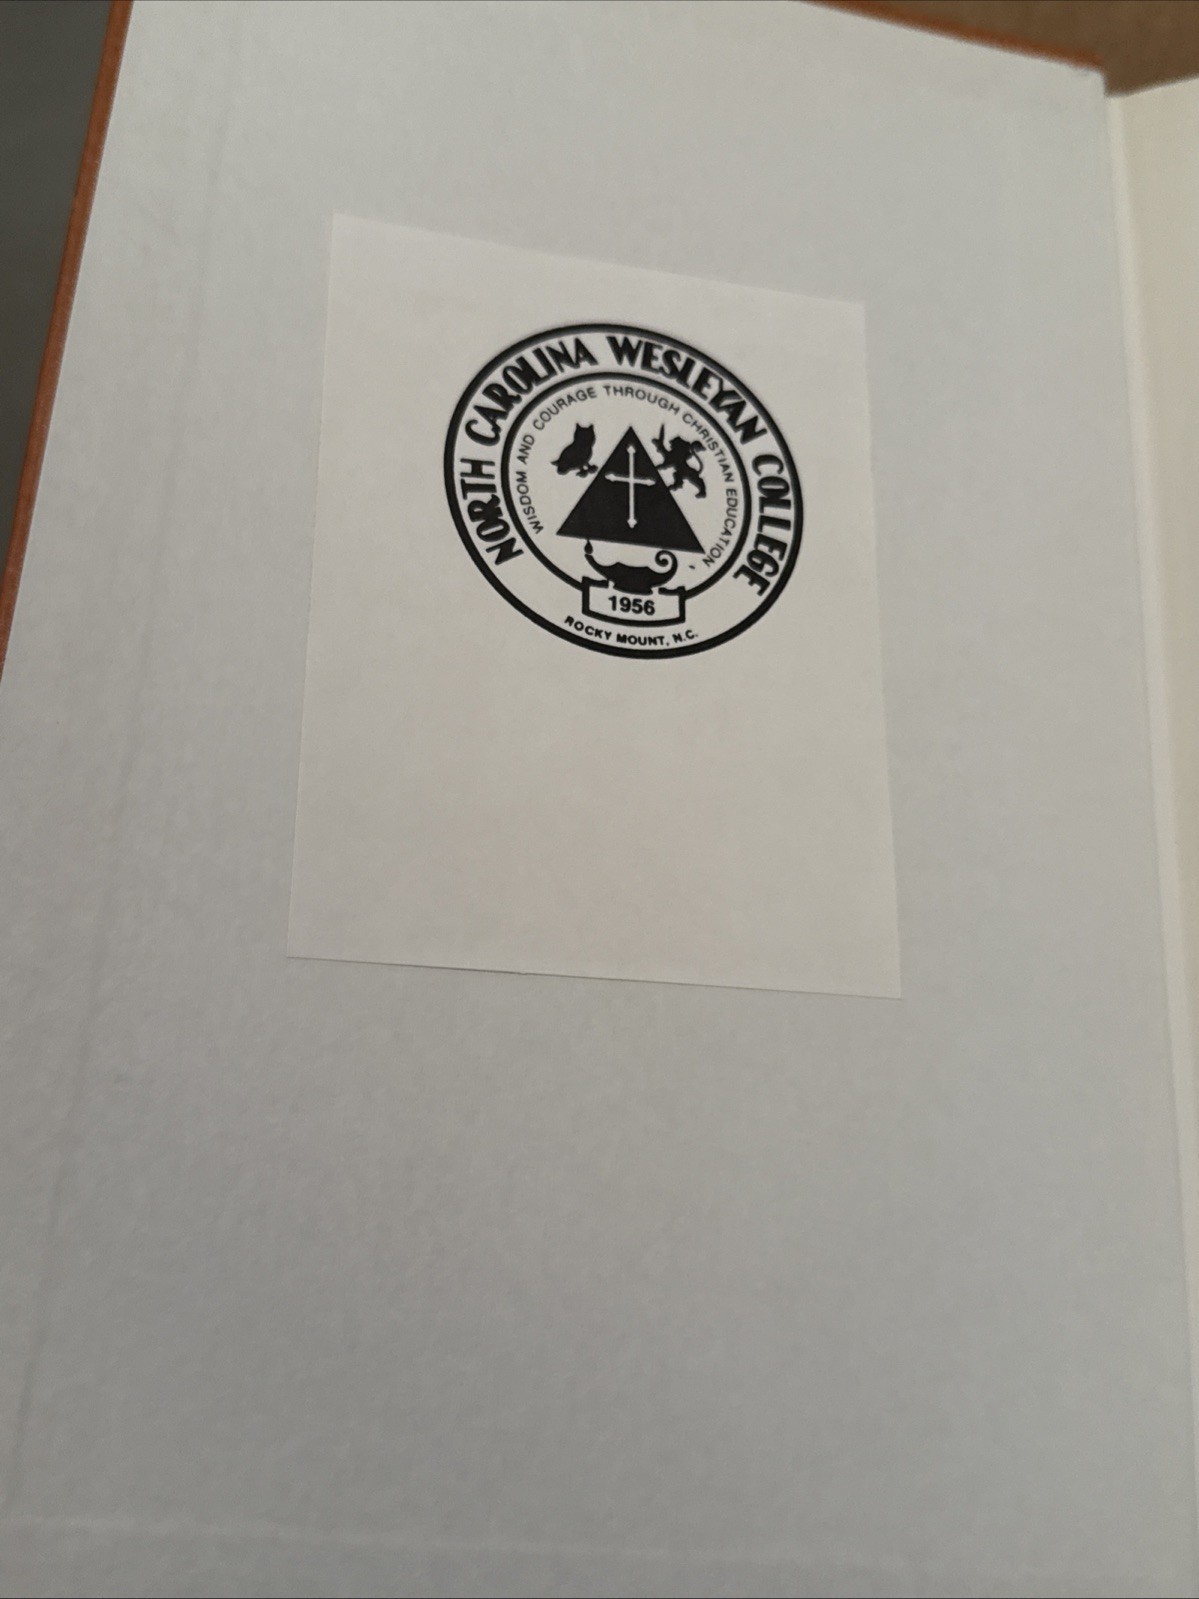 NORTH CAROLINA WESLEYAN COLLEGE
WISDOM AND COURAGE THROUGH CHRISTIAN EDUCATION
1956
ROCKY MOUNT, N.C.